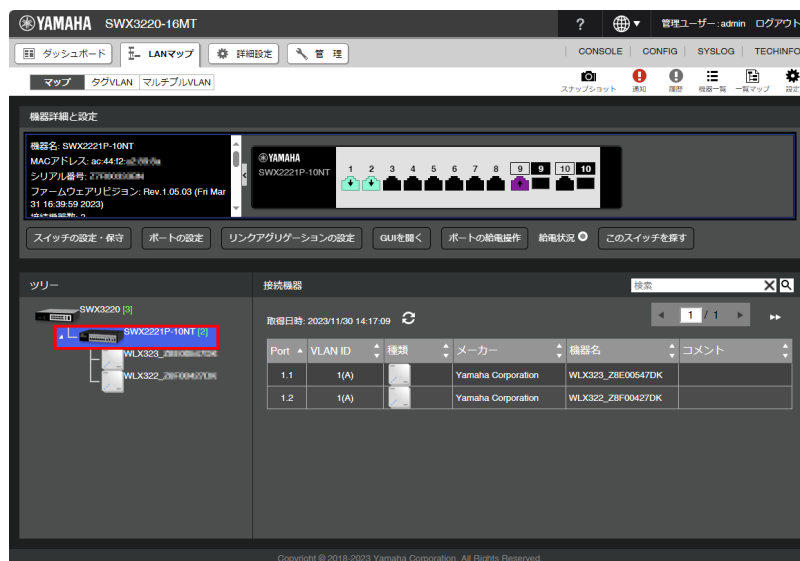 YAMAHA SWX3220-16MT
? 管理ユーザー:admin ログアウト
ダッシュボード LANマップ 詳細設定 管 理
CONSOLE CONFIG SYSLOG TECHINFO
マップ タグVLAN マルチプルVLAN
スナップショット 通知 履歴 機器一覧 一覧マップ 設定
機器詳細と設定
機器名: SWX2221P-10NT
MACアドレス: ac:44:f2:
シリアル番号:
ファームウェアリビジョン: Rev.1.05.03 (Fri Mar
31 16:39:59 2023)
接続機器数: 2
YAMAHA
SWX2221P-10NT
1 2 3 4 5 6 7 8 9 9 10 10
スイッチの設定・保守 ポートの設定 リンクアグリゲーションの設定 GUIを開く ポートの給電操作 給電状況 このスイッチを探す
ツリー
SWX3220 [3]
SWX2221P-10NT [2]
WLX323_
WLX322_
接続機器
検索
取得日時: 2023/11/30 14:17:09
1 / 1
Port VLAN ID 種類 メーカー 機器名 コメント
1.1 1(A) Yamaha Corporation WLX323_Z8E00547DK
1.2 1(A) Yamaha Corporation WLX322_Z8F00427DK
Copyright © 2018-2023 Yamaha Corporation. All Rights Reserved.